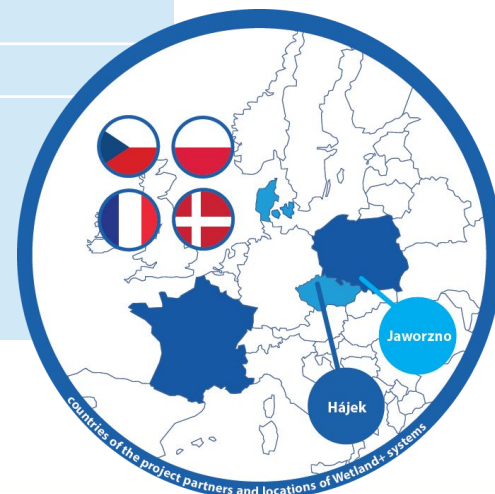 Jaworzno
Hájek
countries of the project partners and locations of Wetland+ systems